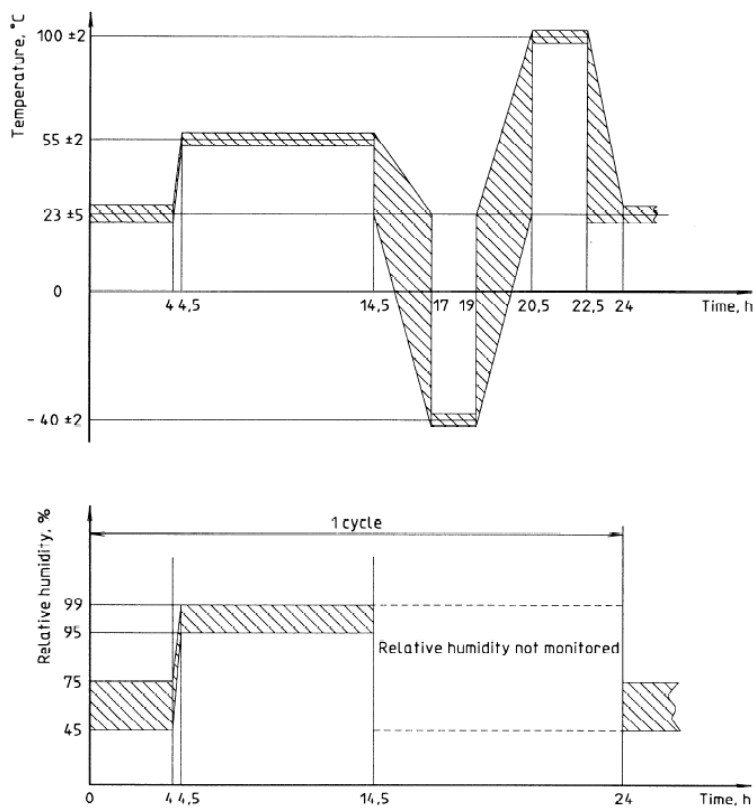 Temperature, °C
100 ±2
55 ±2
23 ±5
0
- 40 ±2
4 4,5 14,5 17 19 20,5 22,5 24 Time, h
Relative humidity, %
1 cycle
99
95
Relative humidity not monitored
75
45
0 4 4,5 14,5 24 Time, h